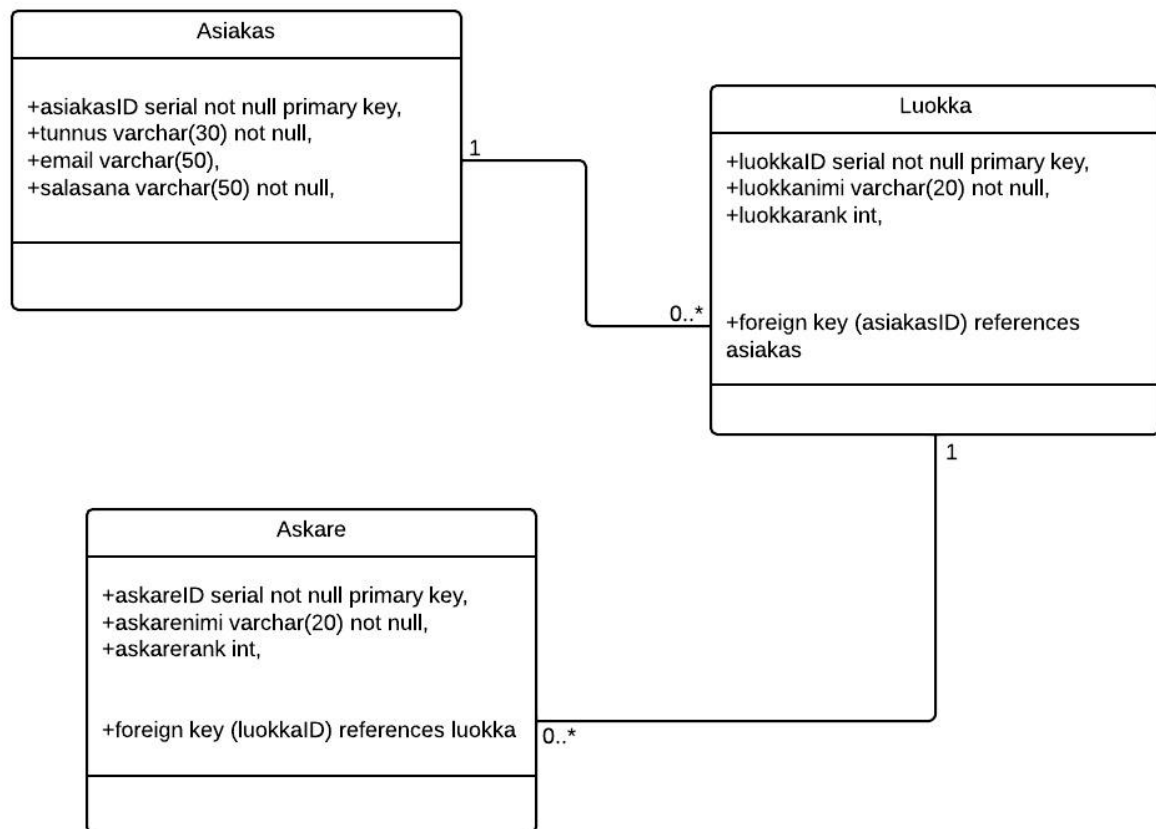 Asiakas
+asiakasID serial not null primary key,
+tunnus varchar(30) not null,
+email varchar(50),
+salasana varchar(50) not null,
1
0..*
Luokka
+luokkaID serial not null primary key,
+luokkanimi varchar(20) not null,
+luokkarank int,
+foreign key (asiakasID) references
asiakas
1
Askare
+askareID serial not null primary key,
+askarenimi varchar(20) not null,
+askarerank int,
+foreign key (luokkaID) references luokka
0..*